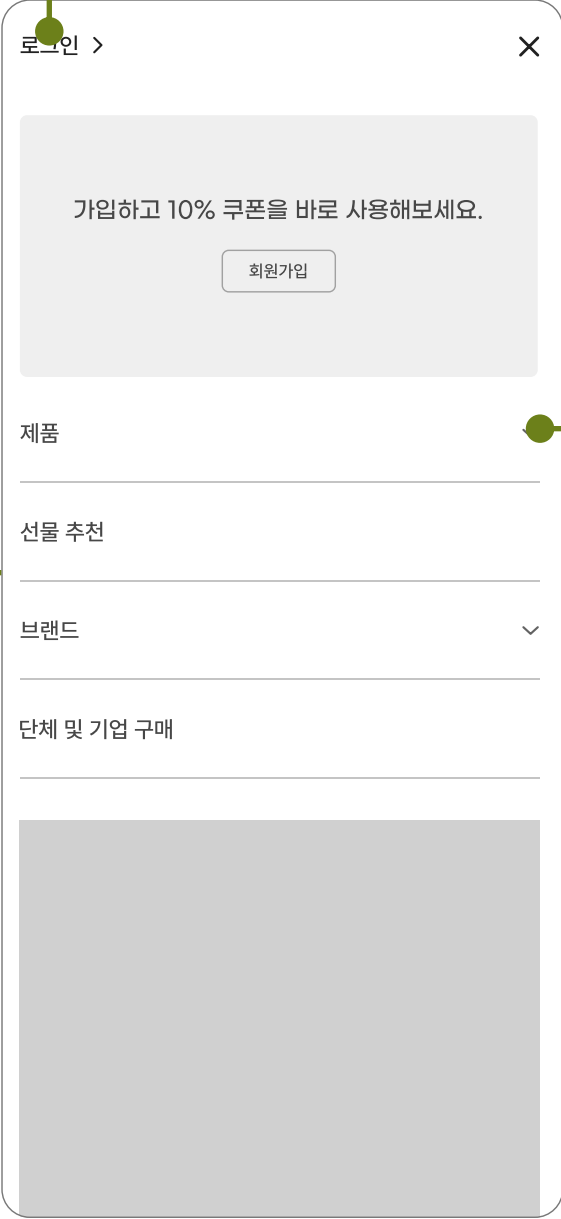 로그인
가입하고 10% 쿠폰을 바로 사용해보세요.
회원가입
제품
선물 추천
브랜드
단체 및 기업 구매